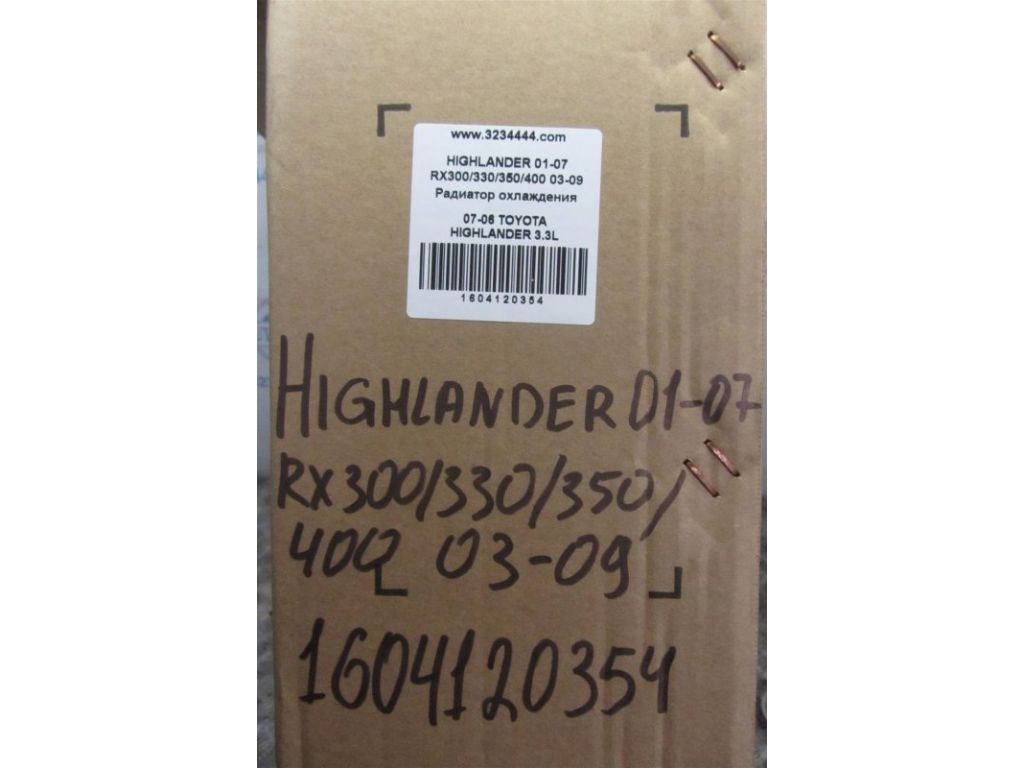 www.3234444.com
HIGHLANDER 01-07
RX300/330/350/400 03-09
Радиатор охлаждения
07-06 TOYOTA
HIGHLANDER 3.3L
1604120354
HIGHLANDER 01-07
RX300/330/350/
400 03-09
1604120354